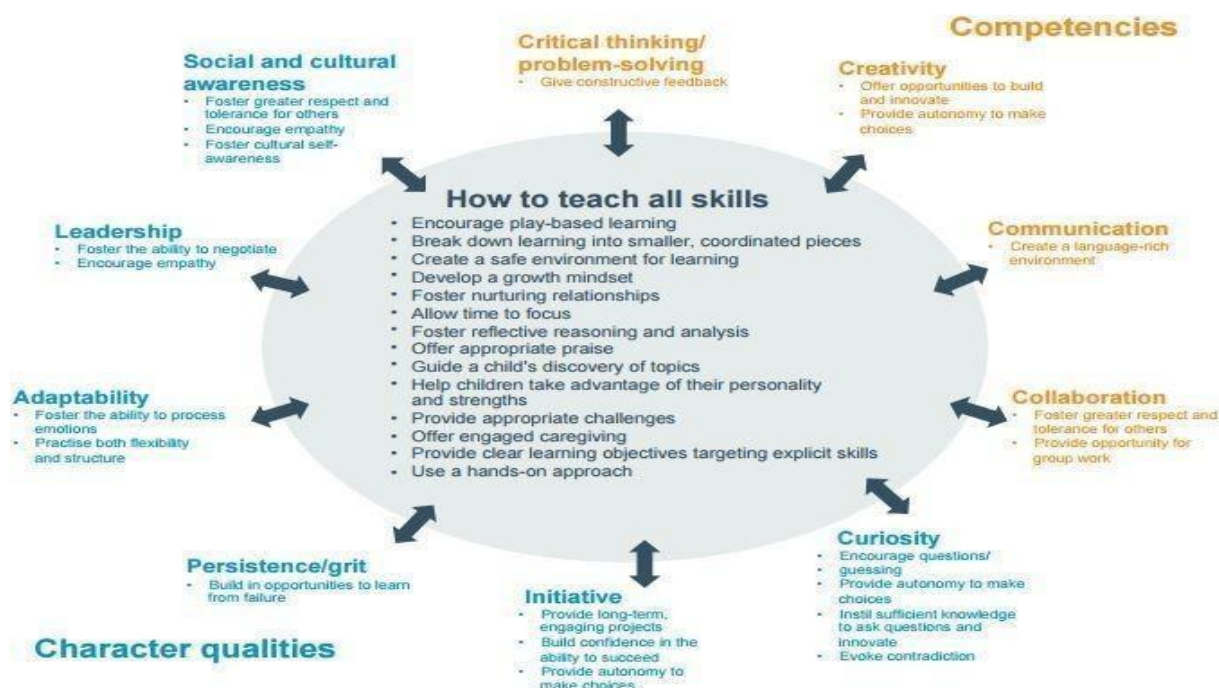 Competencies
Critical thinking/
problem-solving
• Give constructive feedback
Social and cultural
awareness
• Foster greater respect and
tolerance for others
• Encourage empathy
• Foster cultural self-
awareness
Creativity
• Offer opportunities to build
and innovate
• Provide autonomy to make
choices
Leadership
• Foster the ability to negotiate
• Encourage empathy
Communication
• Create a language-rich
environment
How to teach all skills
• Encourage play-based learning
• Break down learning into smaller, coordinated pieces
• Create a safe environment for learning
• Develop a growth mindset
• Foster nurturing relationships
• Allow time to focus
• Foster reflective reasoning and analysis
• Offer appropriate praise
• Guide a child's discovery of topics
• Help children take advantage of their personality
and strengths
• Provide appropriate challenges
• Offer engaged caregiving
• Provide clear learning objectives targeting explicit skills
• Use a hands-on approach
Adaptability
• Foster the ability to process
emotions
• Practise both flexibility
and structure
Collaboration
• Foster greater respect and
tolerance for others
• Provide opportunity for
group work
Persistence/grit
• Build in opportunities to learn
from failure
Initiative
• Provide long-term,
engaging projects
• Build confidence in the
ability to succeed
• Provide autonomy to
make choices
Curiosity
• Encourage questions/
• guessing
• Provide autonomy to make
choices
• Instil sufficient knowledge
to ask questions and
innovate
• Evoke contradiction
Character qualities